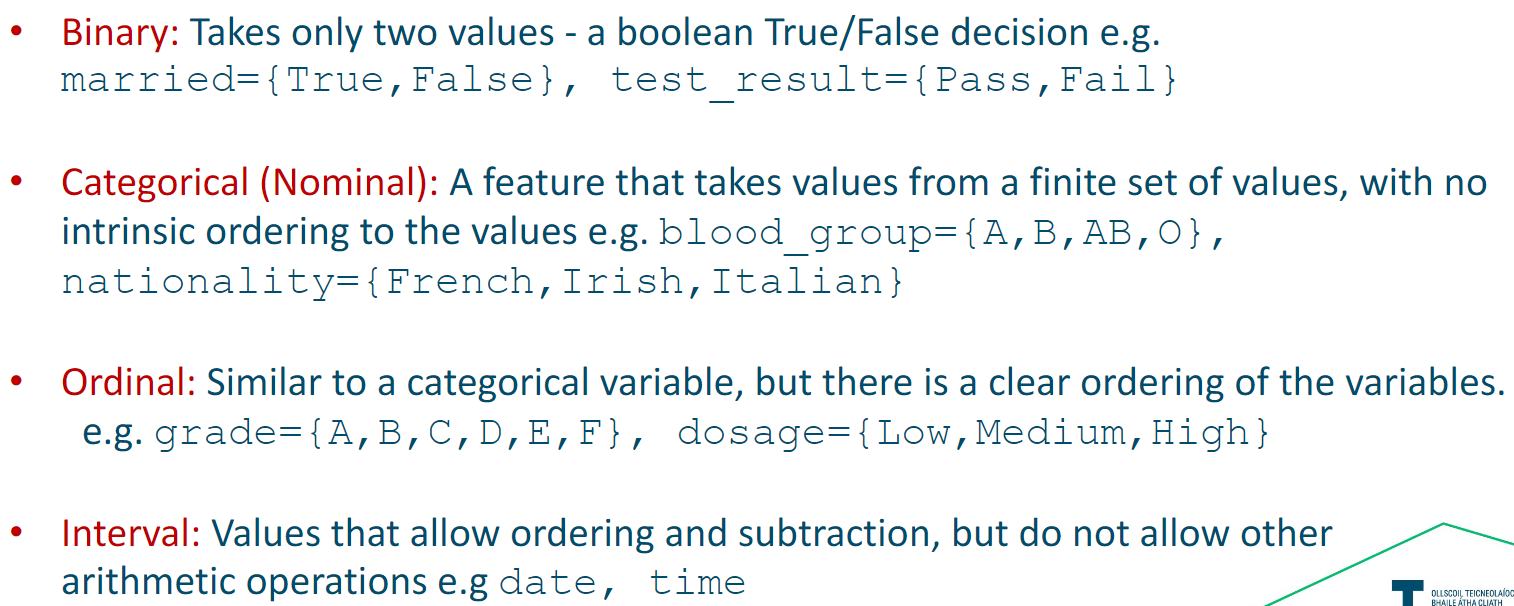 • Binary: Takes only two values - a boolean True/False decision e.g.
married={True,False}, test_result={Pass,Fail}
• Categorical (Nominal): A feature that takes values from a finite set of values, with no
intrinsic ordering to the values e.g. blood_group={A,B,AB,O},
nationality={French,Irish,Italian}
• Ordinal: Similar to a categorical variable, but there is a clear ordering of the variables.
e.g. grade={A,B,C,D,E,F}, dosage={Low,Medium,High}
• Interval: Values that allow ordering and subtraction, but do not allow other
arithmetic operations e.g date, time
OLLSCOIL TEICNEOLAÍOC
BHAILE ÁTHA CLIATH